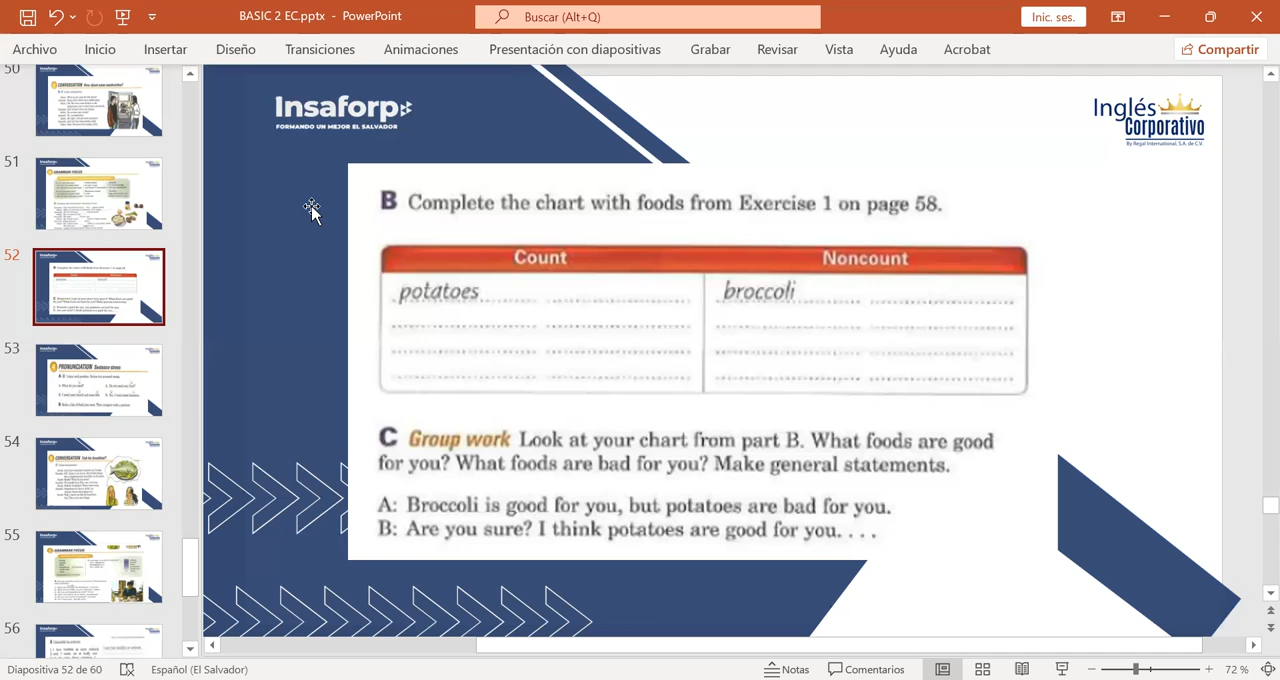 BASIC 2 EC.pptx - PowerPoint
Buscar (Alt+Q)
Inic. ses.
Archivo Inicio Insertar Diseño Transiciones Animaciones Presentación con diapositivas Grabar Revisar Vista Ayuda Acrobat
Compartir
50
51
52
53
54
55
56
Insaforp
FORMANDO UN MEJOR EL SALVADOR
Inglés
Corporativo
By Regal International, S.A. de C.V.
B Complete the chart with foods from Exercise 1 on page 58.
Count Noncount
potatoes broccoli
C Group work Look at your chart from part B. What foods are good
for you? What foods are bad for you? Make general statements.
A: Broccoli is good for you, but potatoes are bad for you.
B: Are you sure? I think potatoes are good for you. . . .
Diapositiva 52 de 60 Español (El Salvador) Notas Comentarios 72 %